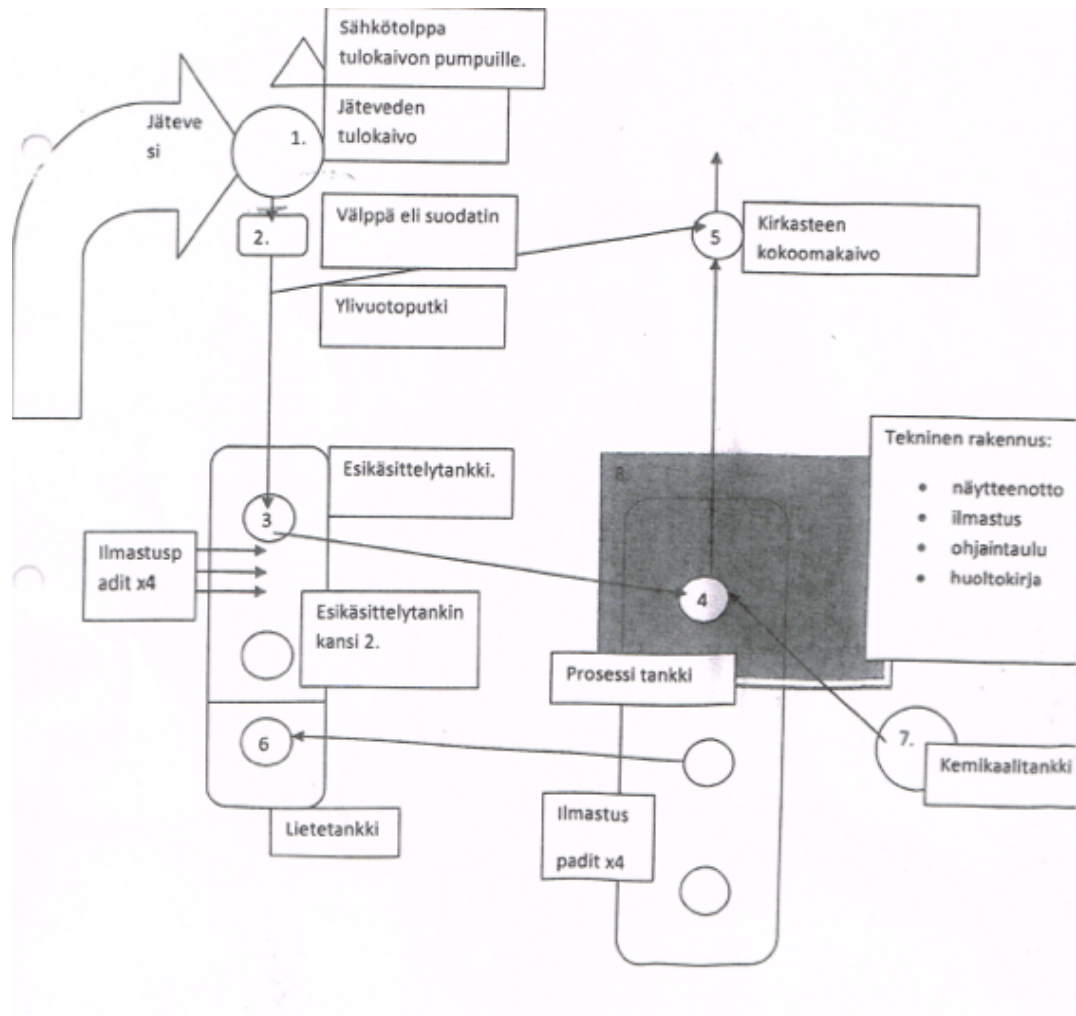 Sähkötolppa
tulokaivon pumpuille.
Jäteve
si
1.
Jäteveden
tulokaivo
2.
Välppä eli suodatin
5
Kirkasteen
kokoomakaivo
Ylivuotoputki
Tekninen rakennus:
• näytteenotto
• ilmastus
• ohjaintaulu
• huoltokirja
Esikäsittelytankki.
8.
3
Ilmastusp
adit x4
4
Esikäsittelytankin
kansi 2.
Prosessi tankki
6
7.
Kemikaalitankki
Lietetankki
Ilmastus
padit x4